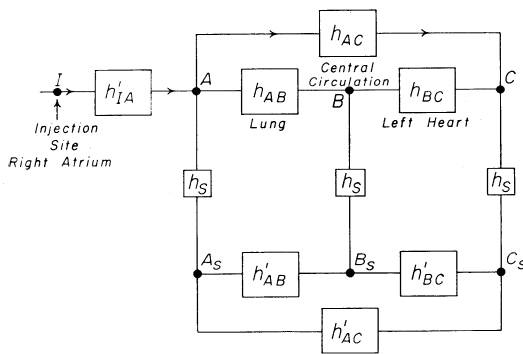 h_AC
I
h'_IA
A
h_AB
Central
Circulation
B
h_BC
C
Injection
Site
Right Atrium
Lung
Left Heart
h_S
h_S
h_S
A_S
h'_AB
B_S
h'_BC
C_S
h'_AC